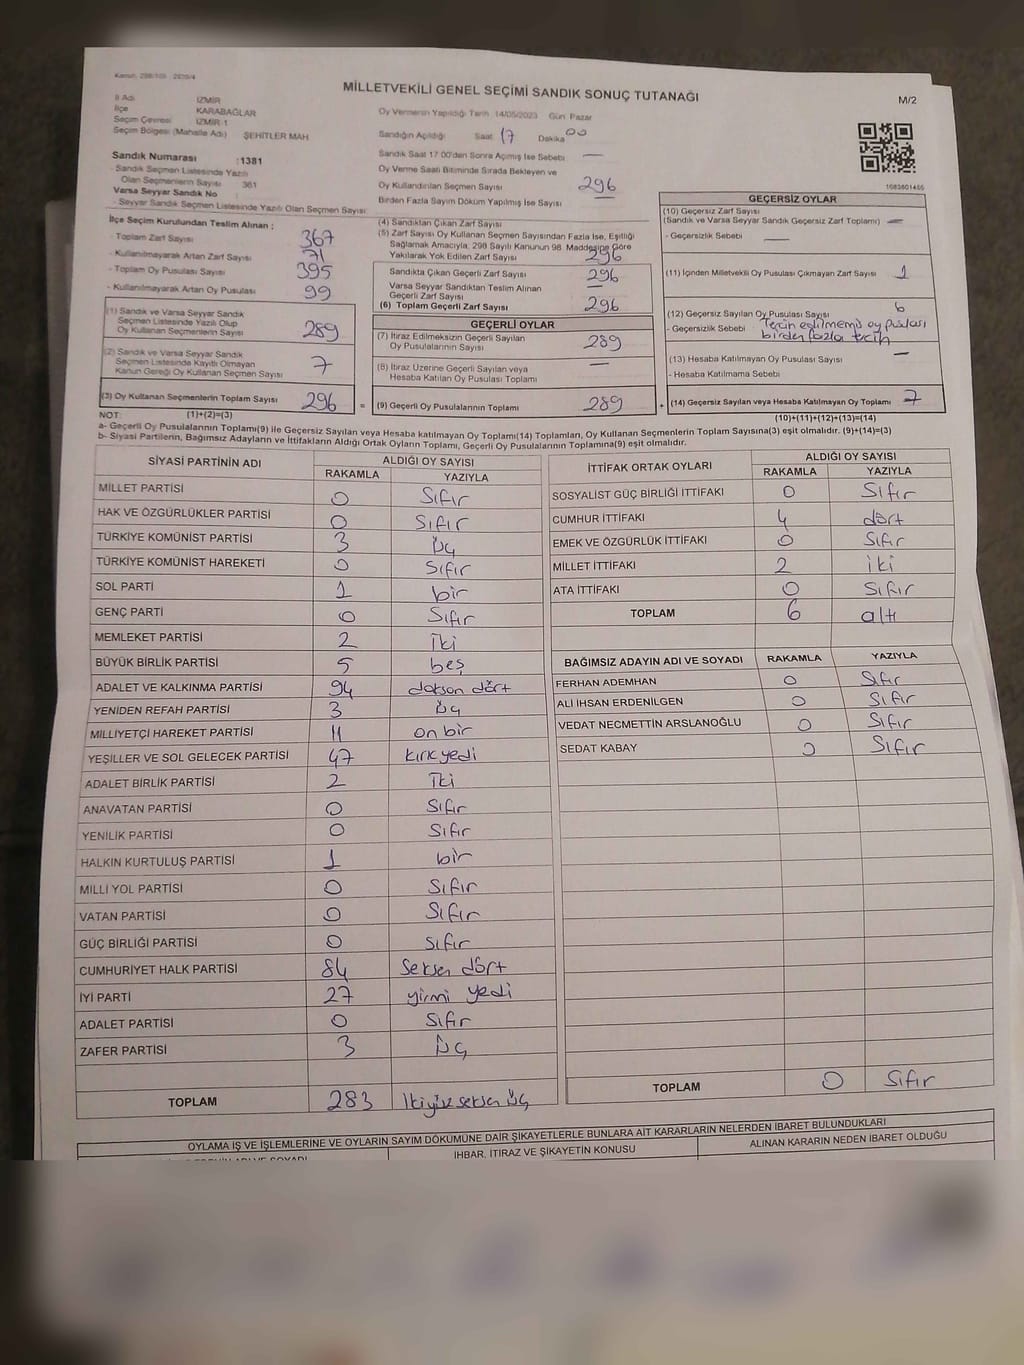 Kanun: 298/105 - 2839/4
MİLLETVEKİLİ GENEL SEÇİMİ SANDIK SONUÇ TUTANAĞI
M/2
İl Adı İZMİR
İlçe KARABAĞLAR
Seçim Çevresi İZMİR 1
Seçim Bölgesi (Mahalle Adı) ŞEHİTLER MAH
Oy Vermenin Yapıldığı Tarih 14/05/2023 Gün Pazar
Sandığın Açıldığı Saat 17 Dakika 00
Sandık Numarası :1381
- Sandık Seçmen Listesinde Yazılı
Olan Seçmenlerin Sayısı 361
Varsa Seyyar Sandık No
- Seyyar Sandık Seçmen Listesinde Yazılı Olan Seçmen Sayısı
Sandık Saat 17:00'den Sonra Açılmış İse Sebebi —
Oy Verme Saati Bitiminde Sırada Bekleyen ve
Oy Kullandırılan Seçmen Sayısı 296
Birden Fazla Sayım Döküm Yapılmış İse Sayısı —
İlçe Seçim Kurulundan Teslim Alınan :
- Toplam Zarf Sayısı 367
- Kullanılmayarak Artan Zarf Sayısı 71
- Toplam Oy Pusulası Sayısı 395
- Kullanılmayarak Artan Oy Pusulası 99
(1) Sandık ve Varsa Seyyar Sandık
Seçmen Listesinde Yazılı Olup
Oy Kullanan Seçmenlerin Sayısı 289
(2) Sandık ve Varsa Seyyar Sandık
Seçmen Listesinde Kayıtlı Olmayan
Kanun Gereği Oy Kullanan Seçmen Sayısı 7
(3) Oy Kullanan Seçmenlerin Toplam Sayısı 296
(4) Sandıktan Çıkan Zarf Sayısı
(5) Zarf Sayısı Oy Kullanan Seçmen Sayısından Fazla İse, Eşitliği
Sağlamak Amacıyla, 298 Sayılı Kanunun 98. Maddesine Göre
Yakılarak Yok Edilen Zarf Sayısı 296
Sandıkta Çıkan Geçerli Zarf Sayısı 296
Varsa Seyyar Sandıktan Teslim Alınan
Geçerli Zarf Sayısı —
(6) Toplam Geçerli Zarf Sayısı 296
GEÇERLİ OYLAR
(7) İtiraz Edilmeksizin Geçerli Sayılan
Oy Pusulalarının Sayısı 289
(8) İtiraz Üzerine Geçerli Sayılan veya
Hesaba Katılan Oy Pusulası Toplamı —
= (9) Geçerli Oy Pusulalarının Toplamı 289
1683801455
GEÇERSİZ OYLAR
(10) Geçersiz Zarf Sayısı
(Sandık ve Varsa Seyyar Sandık Geçersiz Zarf Toplamı) —
- Geçersizlik Sebebi —
(11) İçinden Milletvekili Oy Pusulası Çıkmayan Zarf Sayısı 1
(12) Geçersiz Sayılan Oy Pusulası Sayısı 6
Geçersizlik Sebebi Tercih edilmemiş oy pusulası
birden fazla tercih
(13) Hesaba Katılmayan Oy Pusulası Sayısı —
- Hesaba Katılmama Sebebi
+ (14) Geçersiz Sayılan veya Hesaba Katılmayan Oy Toplamı 7
NOT: (1)+(2)=(3)
(10)+(11)+(12)+(13)=(14)
a- Geçerli Oy Pusulalarının Toplamı(9) ile Geçersiz Sayılan veya Hesaba katılmayan Oy Toplamı(14) Toplamları, Oy Kullanan Seçmenlerin Toplam Sayısına(3) eşit olmalıdır. (9)+(14)=(3)
b- Siyasi Partilerin, Bağımsız Adayların ve İttifakların Aldığı Ortak Oyların Toplamı, Geçerli Oy Pusulalarının Toplamına(9) eşit olmalıdır.
SİYASİ PARTİNİN ADI ALDIĞI OY SAYISI
RAKAMLA YAZIYLA
MİLLET PARTİSİ 0 Sıfır
HAK VE ÖZGÜRLÜKLER PARTİSİ 0 Sıfır
TÜRKİYE KOMÜNİST PARTİSİ 3 Üç
TÜRKİYE KOMÜNİST HAREKETİ 0 Sıfır
SOL PARTİ 1 bir
GENÇ PARTİ 0 Sıfır
MEMLEKET PARTİSİ 2 İki
BÜYÜK BİRLİK PARTİSİ 5 beş
ADALET VE KALKINMA PARTİSİ 94 doksan dört
YENİDEN REFAH PARTİSİ 3 Üç
MİLLİYETÇİ HAREKET PARTİSİ 11 on bir
YEŞİLLER VE SOL GELECEK PARTİSİ 47 kırk yedi
ADALET BİRLİK PARTİSİ 2 İki
ANAVATAN PARTİSİ 0 Sıfır
YENİLİK PARTİSİ 0 Sıfır
HALKIN KURTULUŞ PARTİSİ 1 bir
MİLLİ YOL PARTİSİ 0 Sıfır
VATAN PARTİSİ 0 Sıfır
GÜÇ BİRLİĞİ PARTİSİ 0 Sıfır
CUMHURİYET HALK PARTİSİ 84 Seksen dört
İYİ PARTİ 27 yirmi yedi
ADALET PARTİSİ 0 Sıfır
ZAFER PARTİSİ 3 Üç
TOPLAM 283 İkiyüz seksen Üç
İTTİFAK ORTAK OYLARI ALDIĞI OY SAYISI
RAKAMLA YAZIYLA
SOSYALİST GÜÇ BİRLİĞİ İTTİFAKI 0 Sıfır
CUMHUR İTTİFAKI 4 dört
EMEK VE ÖZGÜRLÜK İTTİFAKI 0 Sıfır
MİLLET İTTİFAKI 2 İki
ATA İTTİFAKI 0 Sıfır
TOPLAM 6 altı
BAĞIMSIZ ADAYIN ADI VE SOYADI RAKAMLA YAZIYLA
FERHAN ADEMHAN 0 Sıfır
ALİ İHSAN ERDENİLGEN 0 Sıfır
VEDAT NECMETTİN ARSLANOĞLU 0 Sıfır
SEDAT KABAY 0 Sıfır
TOPLAM 0 Sıfır
OYLAMA İŞ VE İŞLEMLERİNE VE OYLARIN SAYIM DÖKÜMÜNE DAİR ŞİKAYETLERLE BUNLARA AİT KARARLARIN NELERDEN İBARET BULUNDUKLARI
İHBAR, İTİRAZ VE ŞİKAYETİN KONUSU
ALINAN KARARIN NEDEN İBARET OLDUĞU